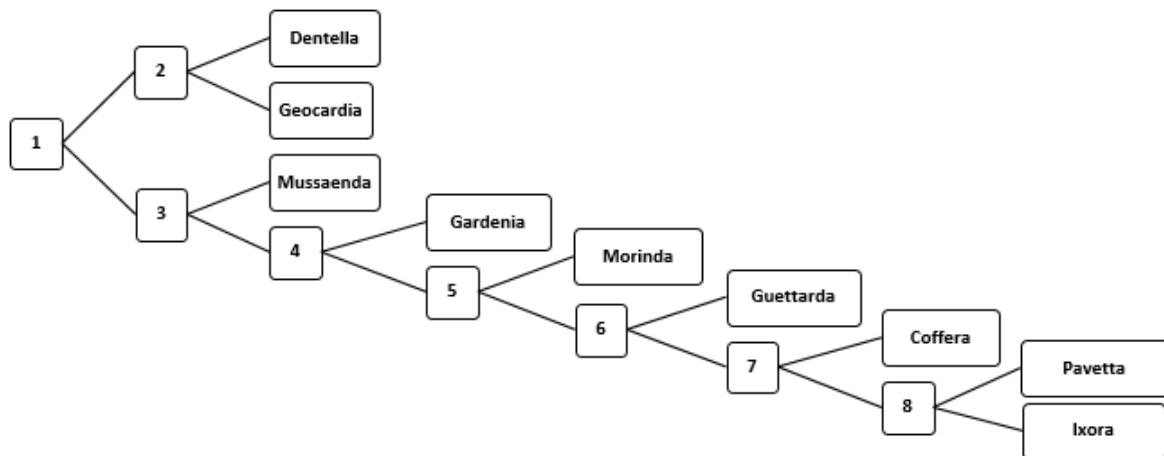 Dentella
2
Geocardia
1
Mussaenda
3
Gardenia
4
Morinda
5
Guettarda
6
Coffera
7
Pavetta
8
Ixora